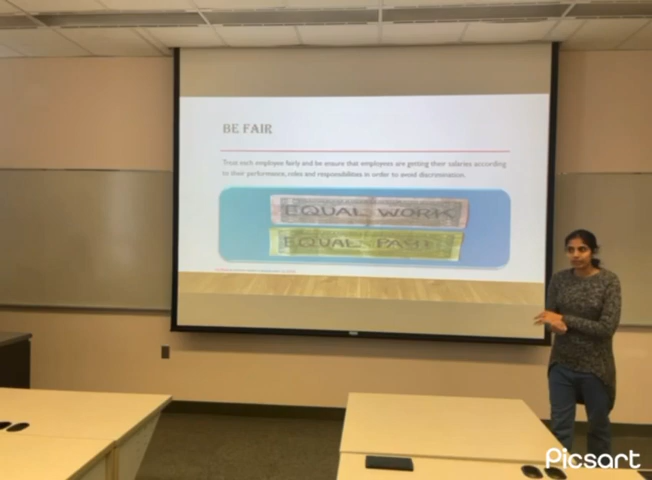 BE FAIR
Treat each employee fairly and be ensure that employees are getting their salaries according
to their performance, roles and responsibilities in order to avoid discrimination.
EQUAL WORK
EQUAL PAY
Picsart